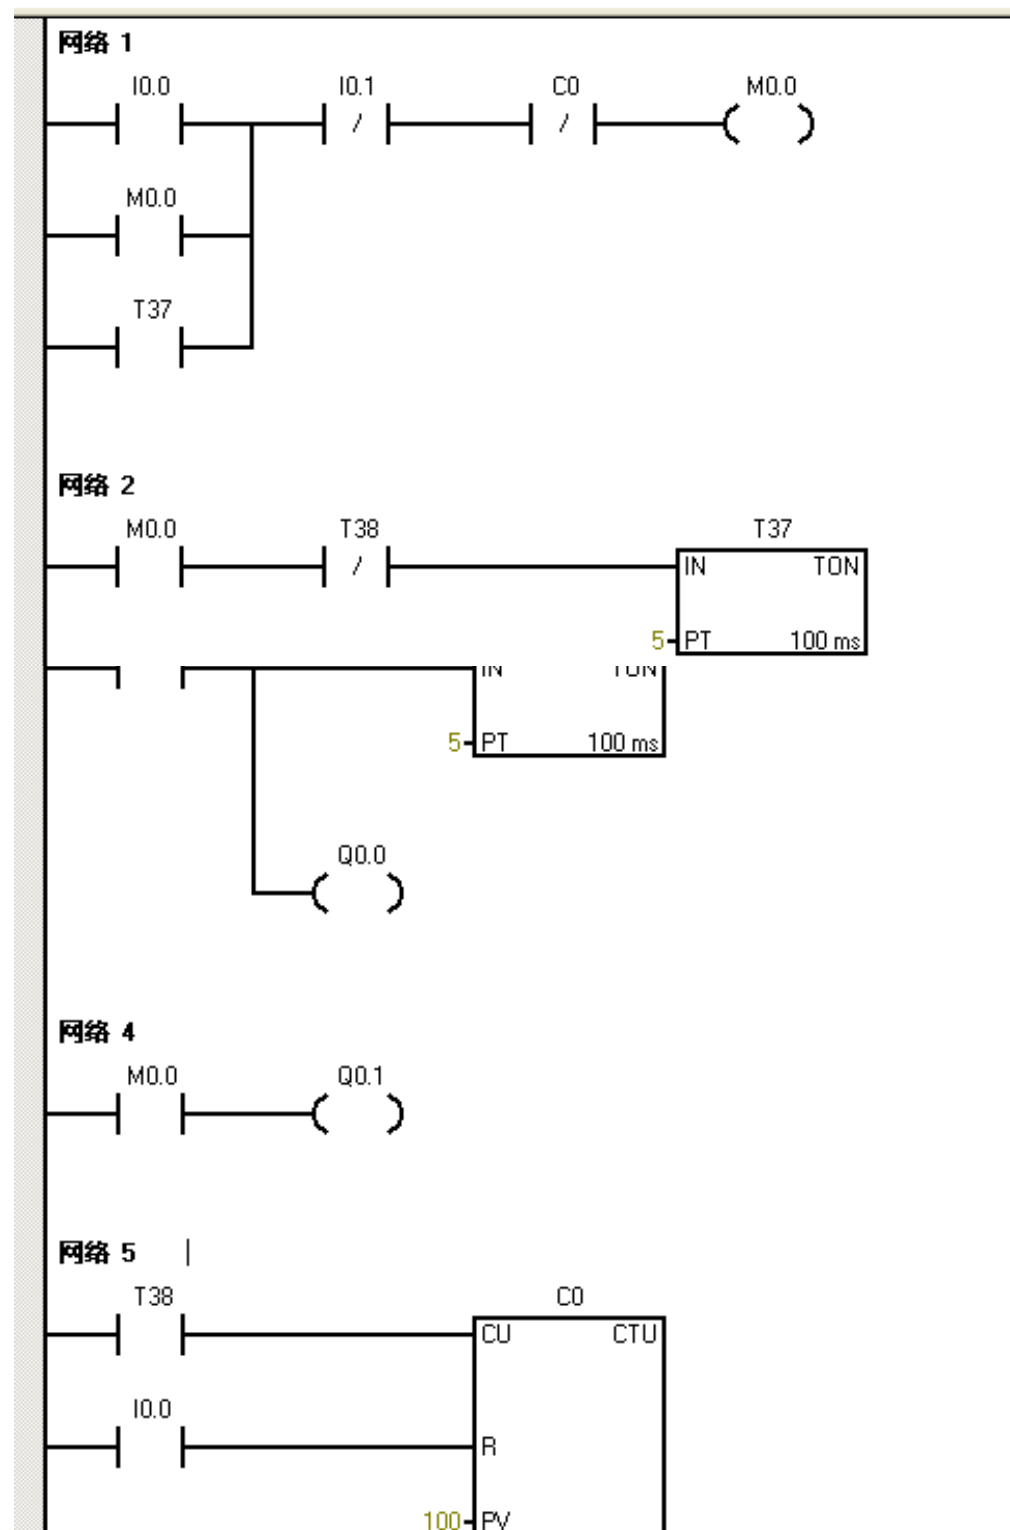 网络 1
I0.0 I0.1 C0 M0.0
/ /
M0.0
T37
网络 2
M0.0 T38 T37
/ IN TON
5 PT 100 ms
IN TON
5 PT 100 ms
Q0.0
网络 4
M0.0 Q0.1
网络 5
T38 C0
CU CTU
I0.0
R
100 PV